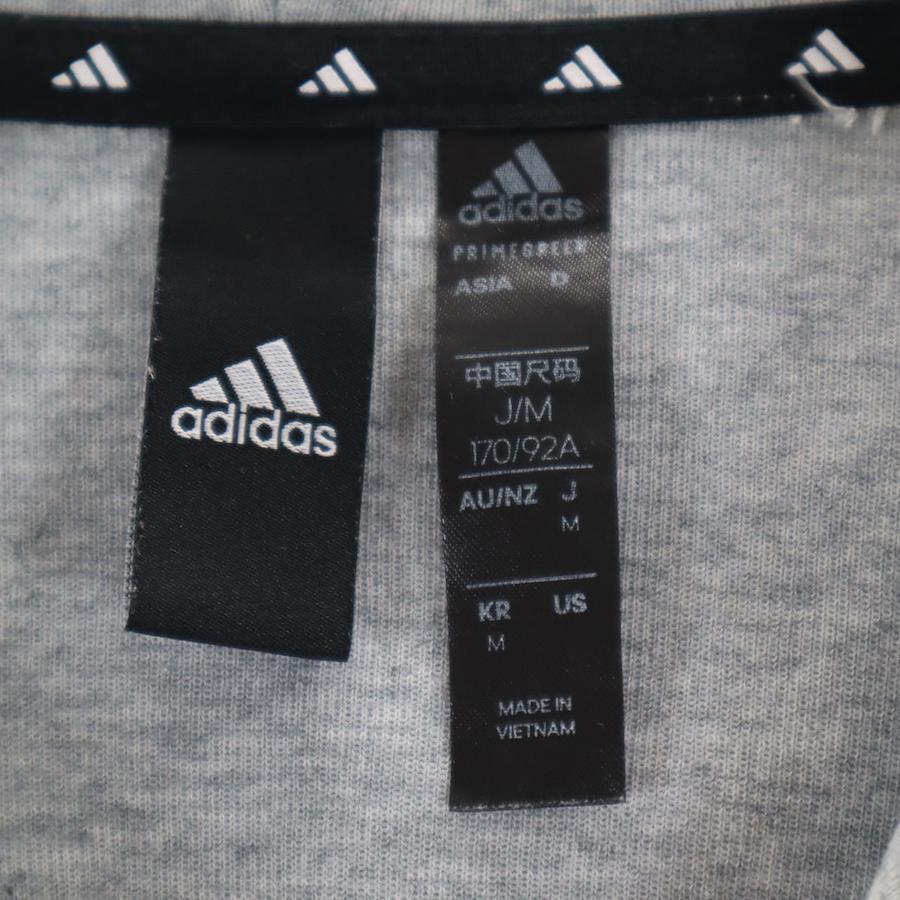 adidas
adidas
PRIMEGREEN
ASIA D
中国尺码
J/M
170/92A
AU/NZ J
M
KR US
M
MADE IN
VIETNAM